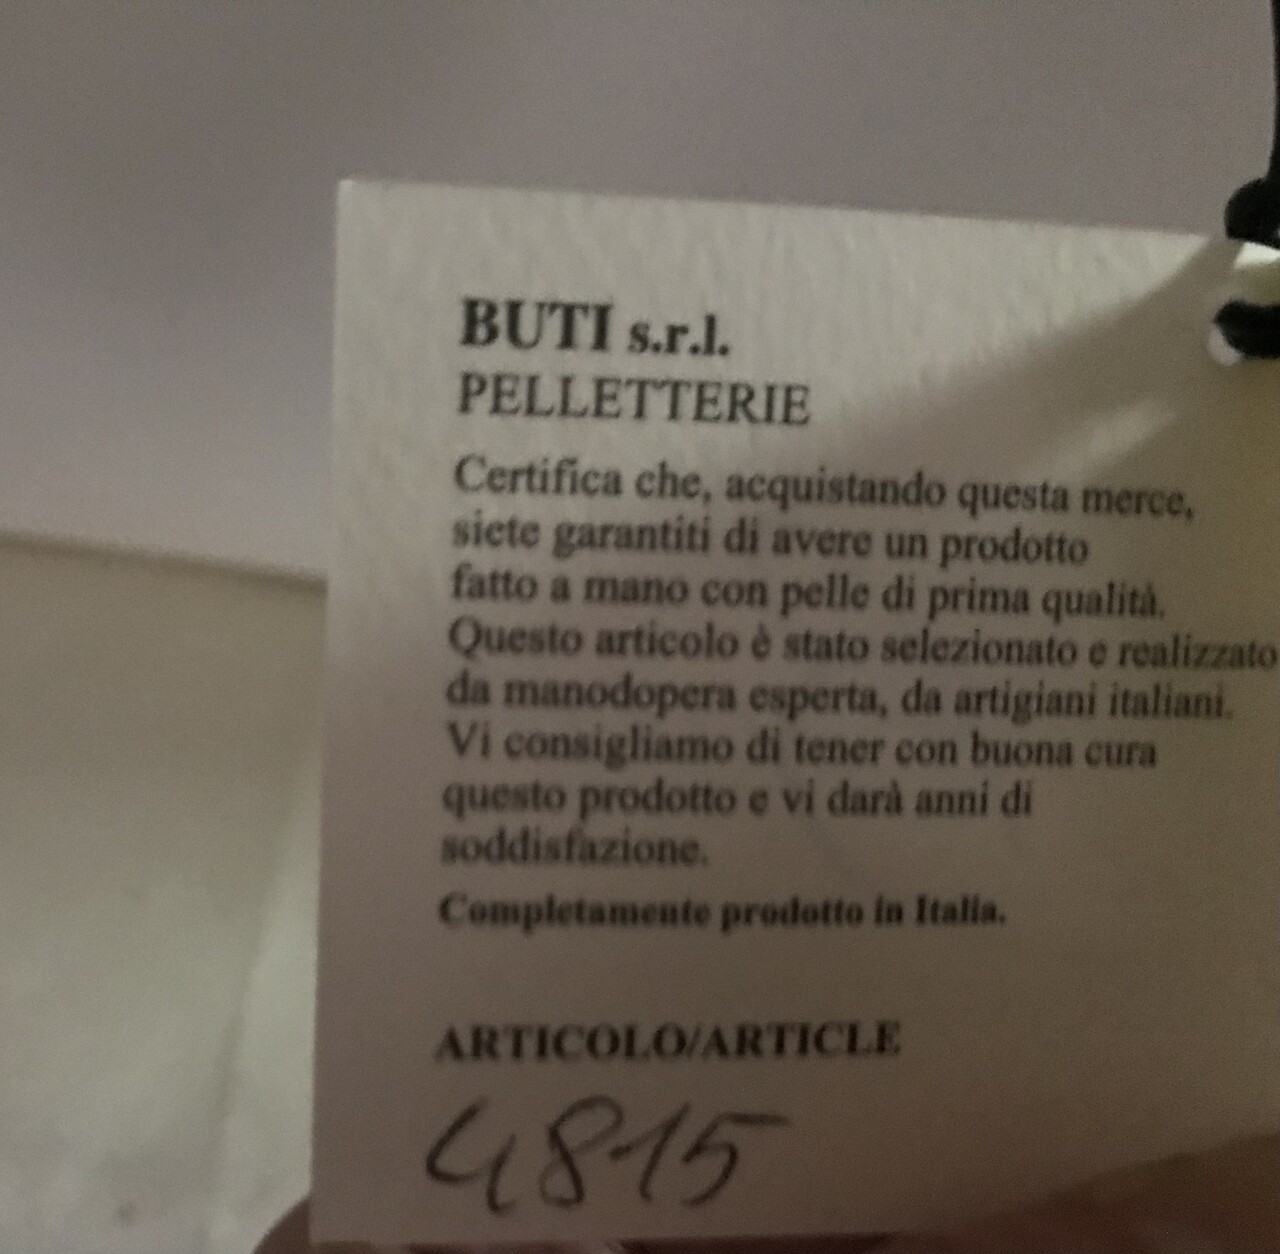 BUTI s.r.l.
PELLETTERIE
Certifica che, acquistando questa merce,
siete garantiti di avere un prodotto
fatto a mano con pelle di prima qualità.
Questo articolo è stato selezionato e realizzato
da manodopera esperta, da artigiani italiani.
Vi consigliamo di tener con buona cura
questo prodotto e vi darà anni di
soddisfazione.
Completamente prodotto in Italia.
ARTICOLO/ARTICLE
4815